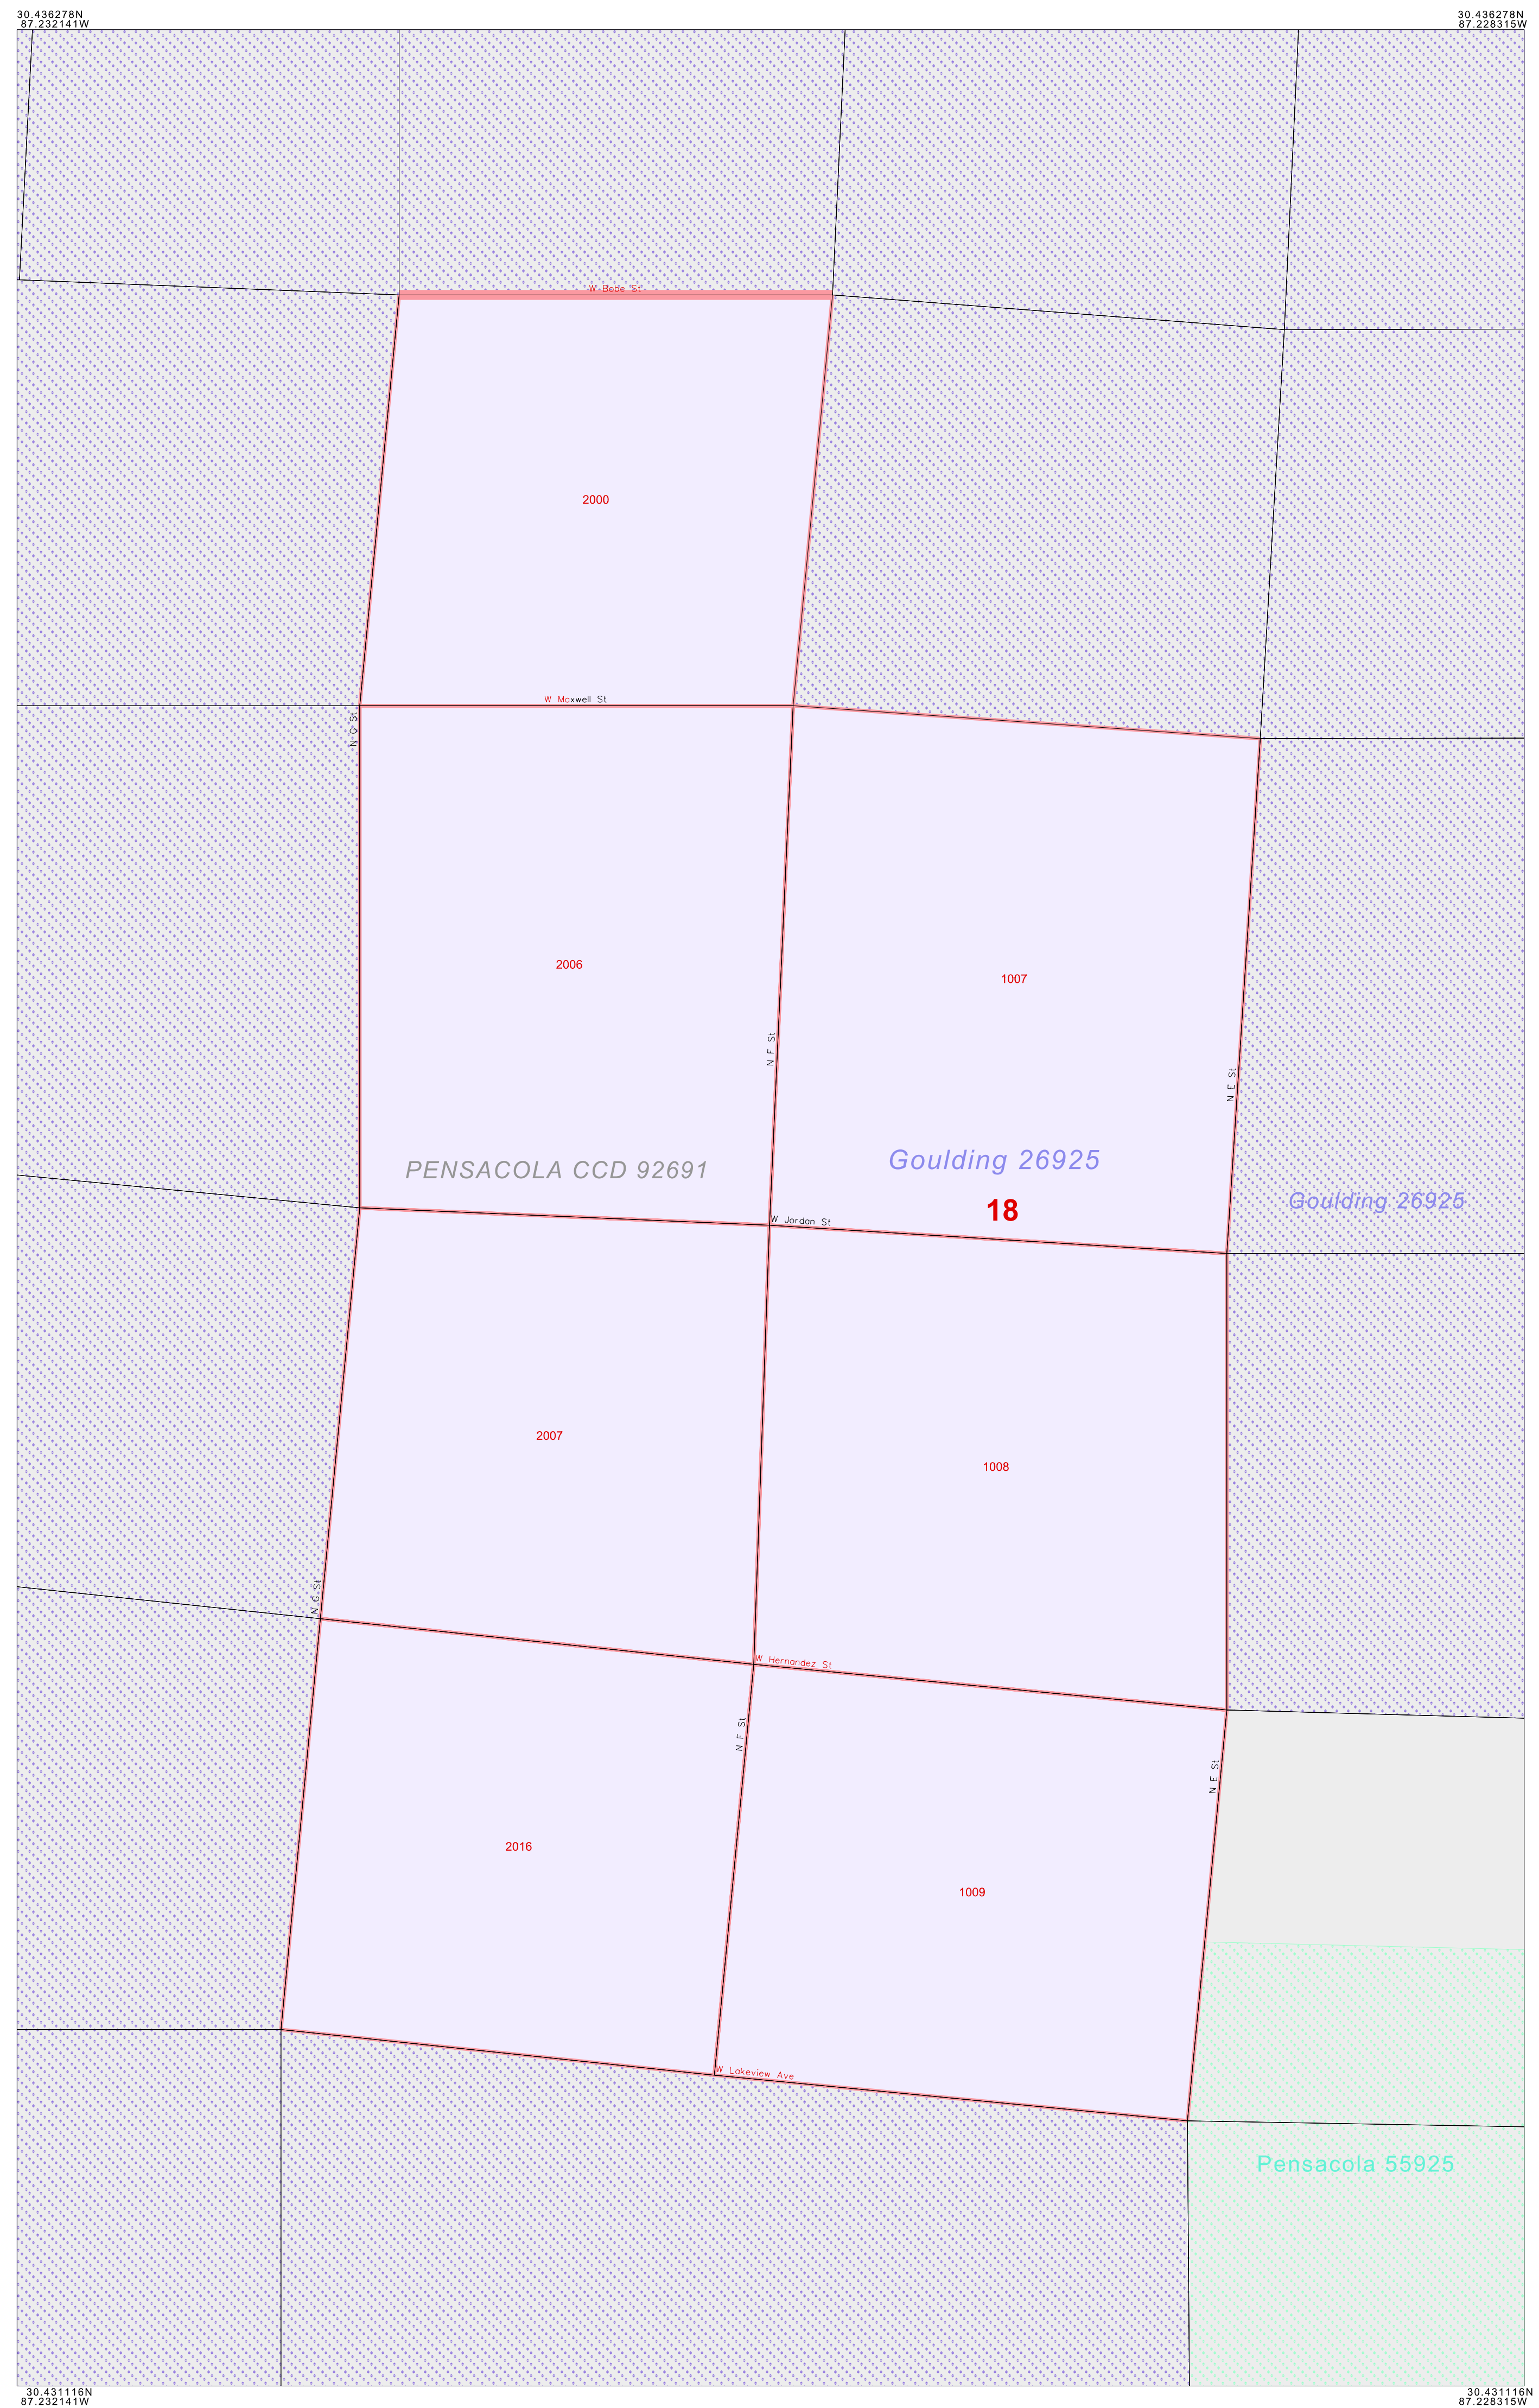 30.436278N
87.232141W
30.436278N
87.228315W
W Bobe St
2000
W Maxwell St
N G St
2006
1007
N F St
N E St
PENSACOLA CCD 92691
Goulding 26925
18
Goulding 26925
W Jordan St
2007
1008
N G St
W Hernandez St
N F St
N E St
2016
1009
W Lakeview Ave
Pensacola 55925
30.431116N
87.232141W
30.431116N
87.228315W